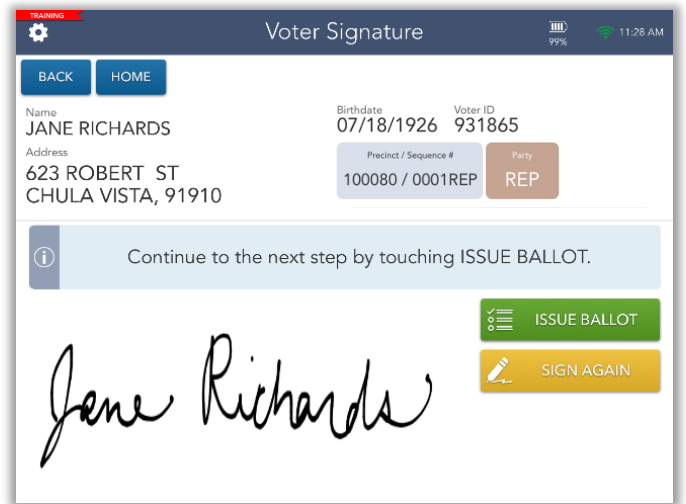 TRAINING
Voter Signature
99%
11:28 AM
BACK
HOME
Name
JANE RICHARDS
Birthdate
07/18/1926
Voter ID
931865
Address
623 ROBERT ST
CHULA VISTA, 91910
Precinct / Sequence #
100080 / 0001REP
Party
REP
Continue to the next step by touching ISSUE BALLOT.
ISSUE BALLOT
SIGN AGAIN
Jane Richards